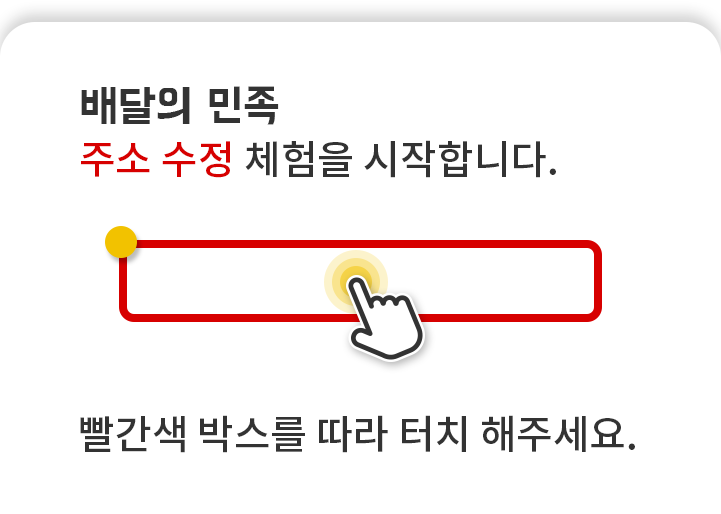 배달의 민족
주소 수정 체험을 시작합니다.
빨간색 박스를 따라 터치 해주세요.